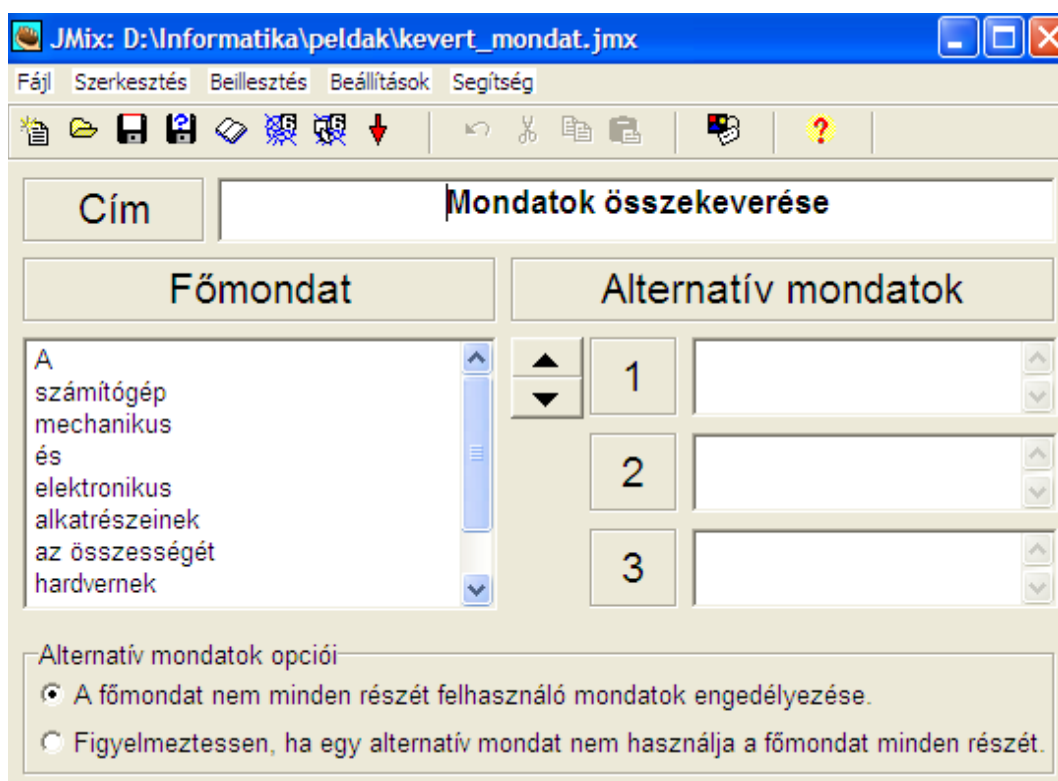 JMix: D:\Informatika\peldak\kevert_mondat.jmx
Fájl Szerkesztés Beillesztés Beállítások Segítség
Cím
Mondatok összekeverése
Főmondat
Alternatív mondatok
A
számítógép
mechanikus
és
elektronikus
alkatrészeinek
az összességét
hardvernek
1
2
3
Alternatív mondatok opciói
A főmondat nem minden részét felhasználó mondatok engedélyezése.
Figyelmeztessen, ha egy alternatív mondat nem használja a főmondat minden részét.